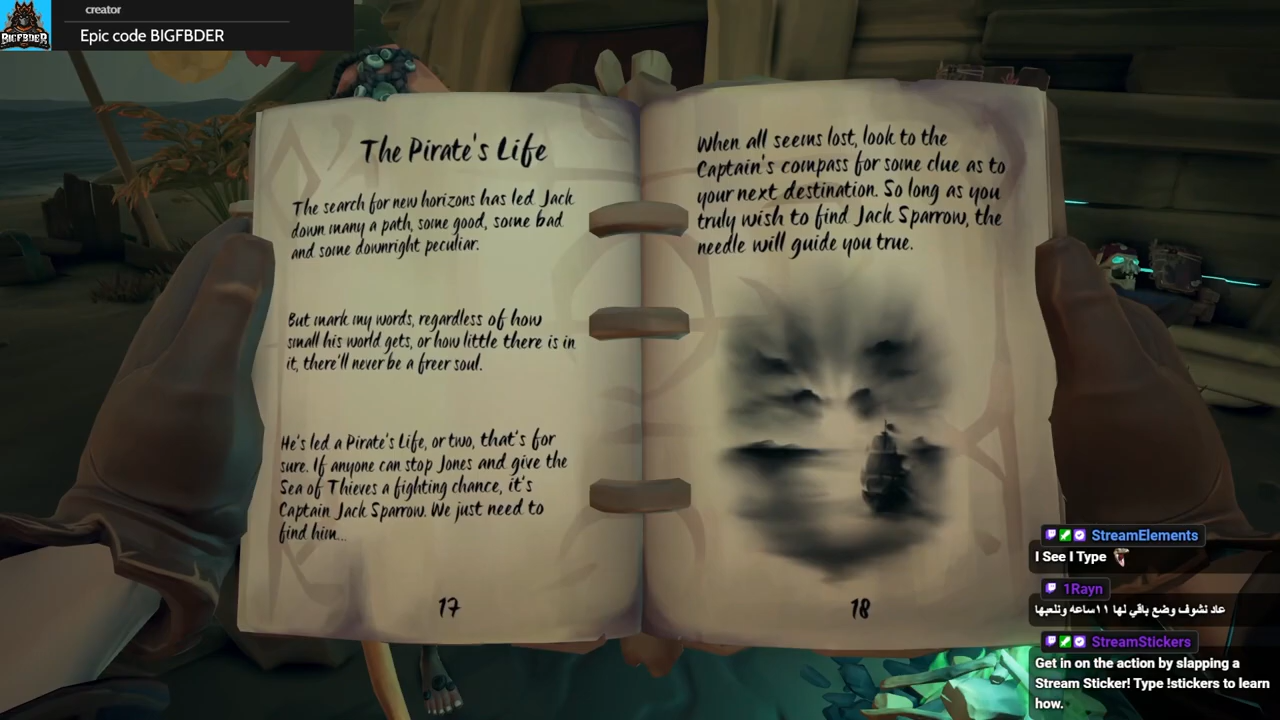 creator
Epic code BIGFBDER
BIGFBDER
The Pirate's Life
The search for new horizons has led Jack
down many a path, some good, some bad
and some downright peculiar.
But mark my words, regardless of how
small his world gets, or how little there is in
it, there'll never be a freer soul.
He's led a Pirate's Life, or two, that's for
sure. If anyone can stop Jones and give the
Sea of Thieves a fighting chance, it's
Captain Jack Sparrow. We just need to
find him...
17
When all seems lost, look to the
Captain's compass for some clue as to
your next destination. So long as you
truly wish to find Jack Sparrow, the
needle will guide you true.
18
StreamElements
I See I Type
1Rayn
عاد نشوف وضع باقي لها ١١ساعه ونلعبها
StreamStickers
Get in on the action by slapping a
Stream Sticker! Type !stickers to learn
how.